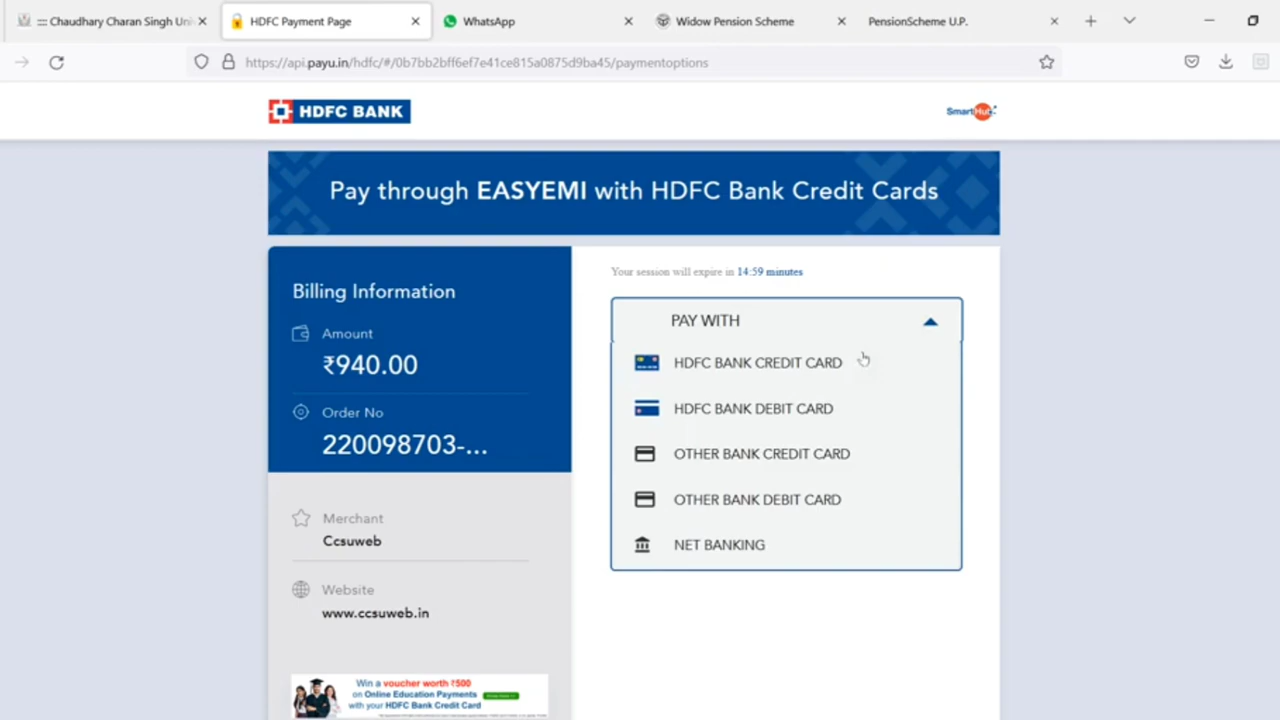 :::: Chaudhary Charan Singh Uni
HDFC Payment Page
WhatsApp
Widow Pension Scheme
PensionScheme U.P.
https://api.payu.in/hdfc/#/0b7bb2bff6ef7e41ce815a0875d9ba45/paymentoptions
HDFC BANK
SmartHub
Pay through EASYEMI with HDFC Bank Credit Cards
Billing Information
Amount
₹940.00
Order No
220098703-...
Merchant
Ccsuweb
Website
www.ccsuweb.in
Win a voucher worth ₹500
on Online Education Payments
with your HDFC Bank Credit Card
Your session will expire in 14:59 minutes
PAY WITH
HDFC BANK CREDIT CARD
HDFC BANK DEBIT CARD
OTHER BANK CREDIT CARD
OTHER BANK DEBIT CARD
NET BANKING